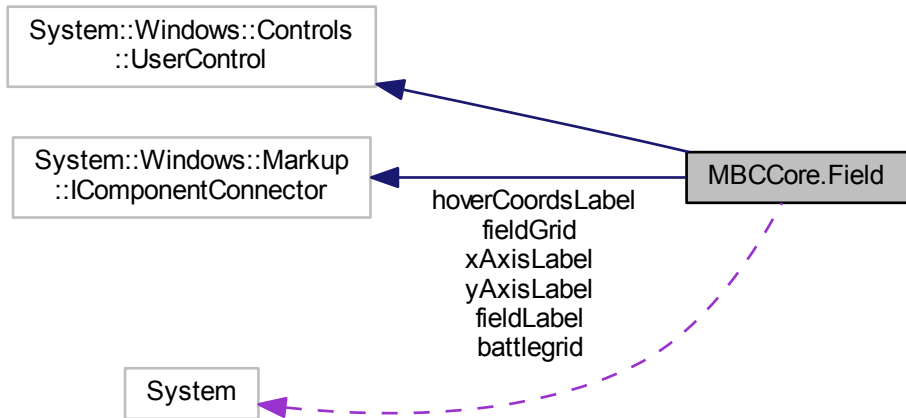 System::Windows::Controls
::UserControl
System::Windows::Markup
::IComponentConnector
MBCCore.Field
hoverCoordsLabel
fieldGrid
xAxisLabel
yAxisLabel
fieldLabel
battlegrid
System